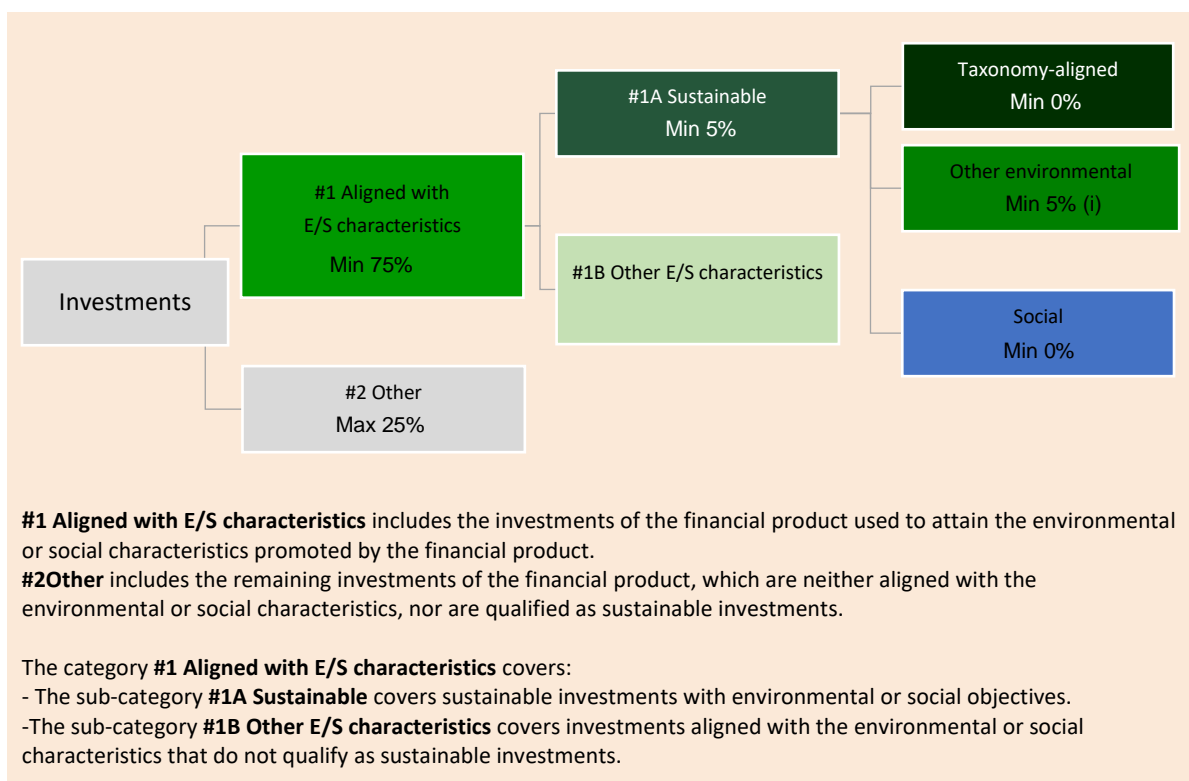 Taxonomy-aligned
Min 0%
#1A Sustainable
Min 5%
Other environmental
Min 5% (i)
#1 Aligned with
E/S characteristics
Min 75%
#1B Other E/S characteristics
Investments
Social
Min 0%
#2 Other
Max 25%
#1 Aligned with E/S characteristics includes the investments of the financial product used to attain the environmental
or social characteristics promoted by the financial product.
#2Other includes the remaining investments of the financial product, which are neither aligned with the
environmental or social characteristics, nor are qualified as sustainable investments.
The category #1 Aligned with E/S characteristics covers:
- The sub-category #1A Sustainable covers sustainable investments with environmental or social objectives.
-The sub-category #1B Other E/S characteristics covers investments aligned with the environmental or social
characteristics that do not qualify as sustainable investments.